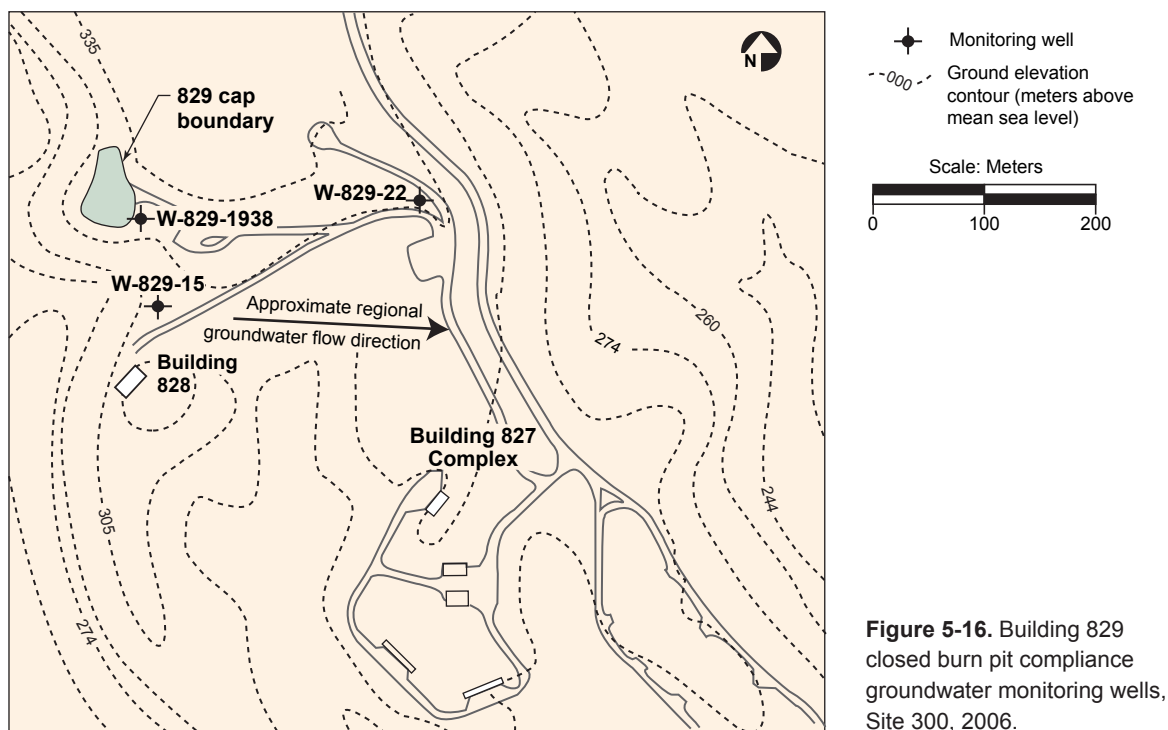 335
829 cap
boundary
N
W-829-22
W-829-1938
W-829-15
Approximate regional
groundwater flow direction
260
274
Building
828
Building 827
Complex
305
244
274
Monitoring well
000
Ground elevation
contour (meters above
mean sea level)
Scale: Meters
0 100 200
Figure 5-16. Building 829
closed burn pit compliance
groundwater monitoring wells,
Site 300, 2006.